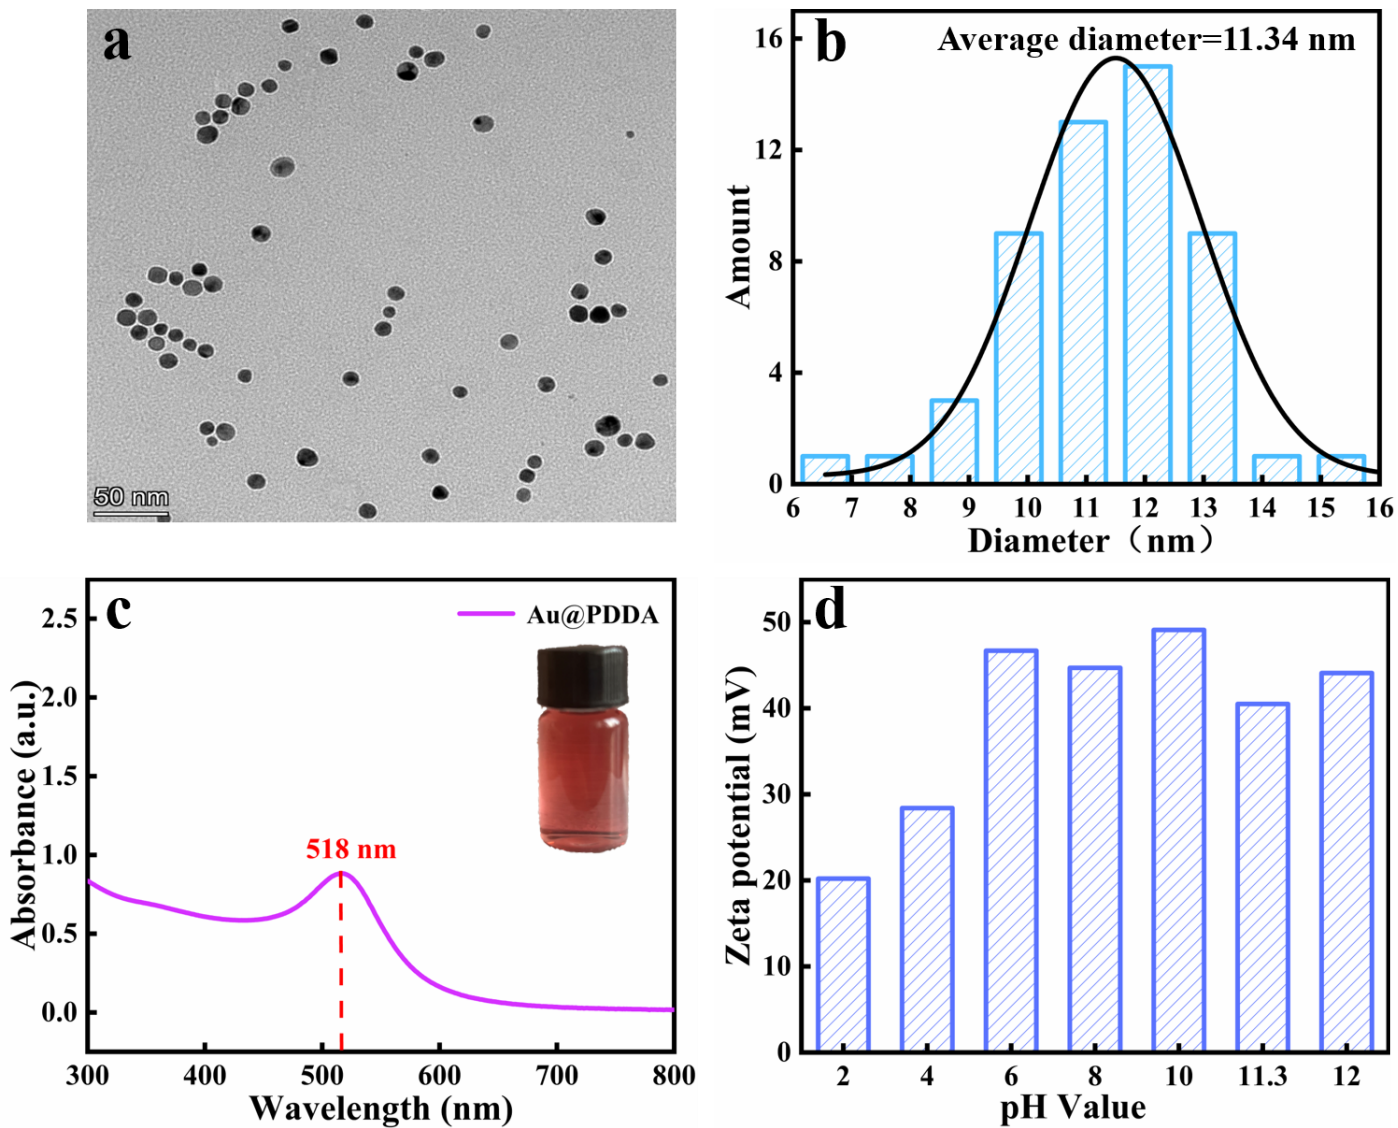 a
50 nm
b
Average diameter=11.34 nm
Amount
16
12
8
4
0
6 7 8 9 10 11 12 13 14 15 16
Diameter（nm）
c
Au@PDDA
518 nm
Absorbance (a.u.)
2.5
2.0
1.5
1.0
0.5
0.0
300 400 500 600 700 800
Wavelength (nm)
d
Zeta potential (mV)
50
40
30
20
10
0
2 4 6 8 10 11.3 12
pH Value